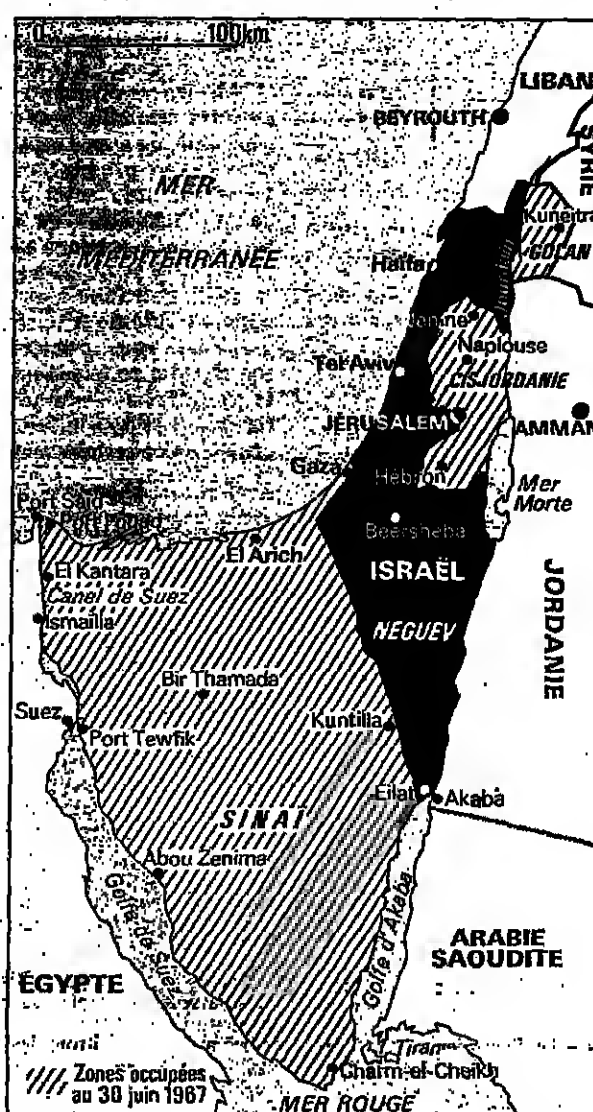 0 100km
LIBAN
BEYROUTH
SYRIE
MER
MÉDITERRANÉE
Kuneitra
GOLAN
Haïfa
Jenine
Naplouse
Tel Aviv
CISJORDANIE
JÉRUSALEM
AMMAN
Gaza
Hébron
Mer
Morte
Port Saïd
Port Fouad
Beersheba
El Arich
El Kantara
ISRAËL
Canal de Suez
JORDANIE
Ismaïlia
NEGUEV
Bir Thamada
Suez
Kuntilla
Port Tewfik
Eilat
Akaba
SINAÏ
Abou Zenima
Golfe de Suez
Golfe d'Akaba
ARABIE
SAOUDITE
ÉGYPTE
Tiran
Charm-el-Cheikh
Zones occupées
au 30 juin 1967
MER ROUGE